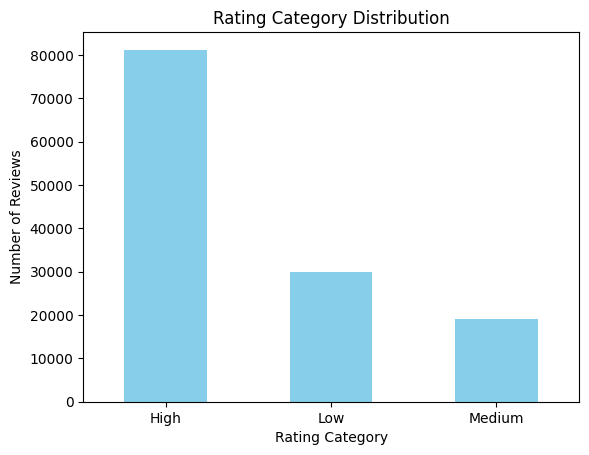 Rating Category Distribution
Number of Reviews
80000
70000
60000
50000
40000
30000
20000
10000
0
High Low Medium
Rating Category